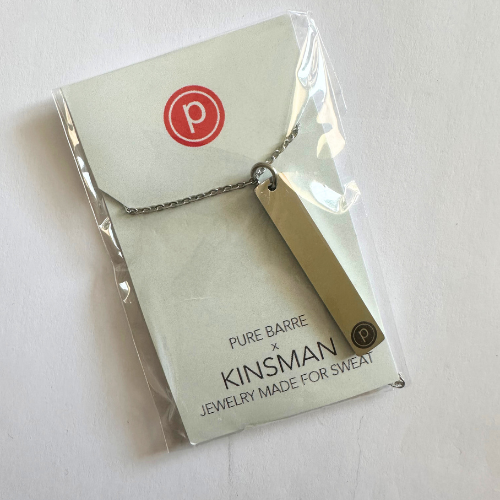 p
PURE BARRE
x
KINSMAN
JEWELRY MADE FOR SWEAT
p